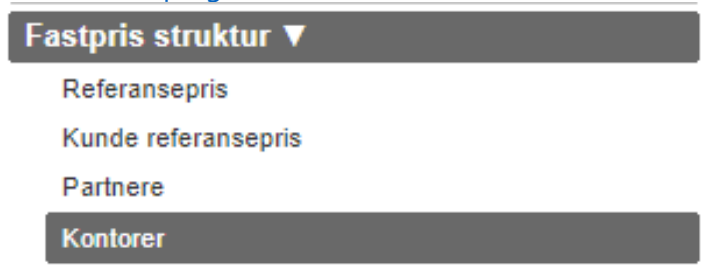 Fastpris struktur ▼
Referansepris
Kunde referansepris
Partnere
Kontorer